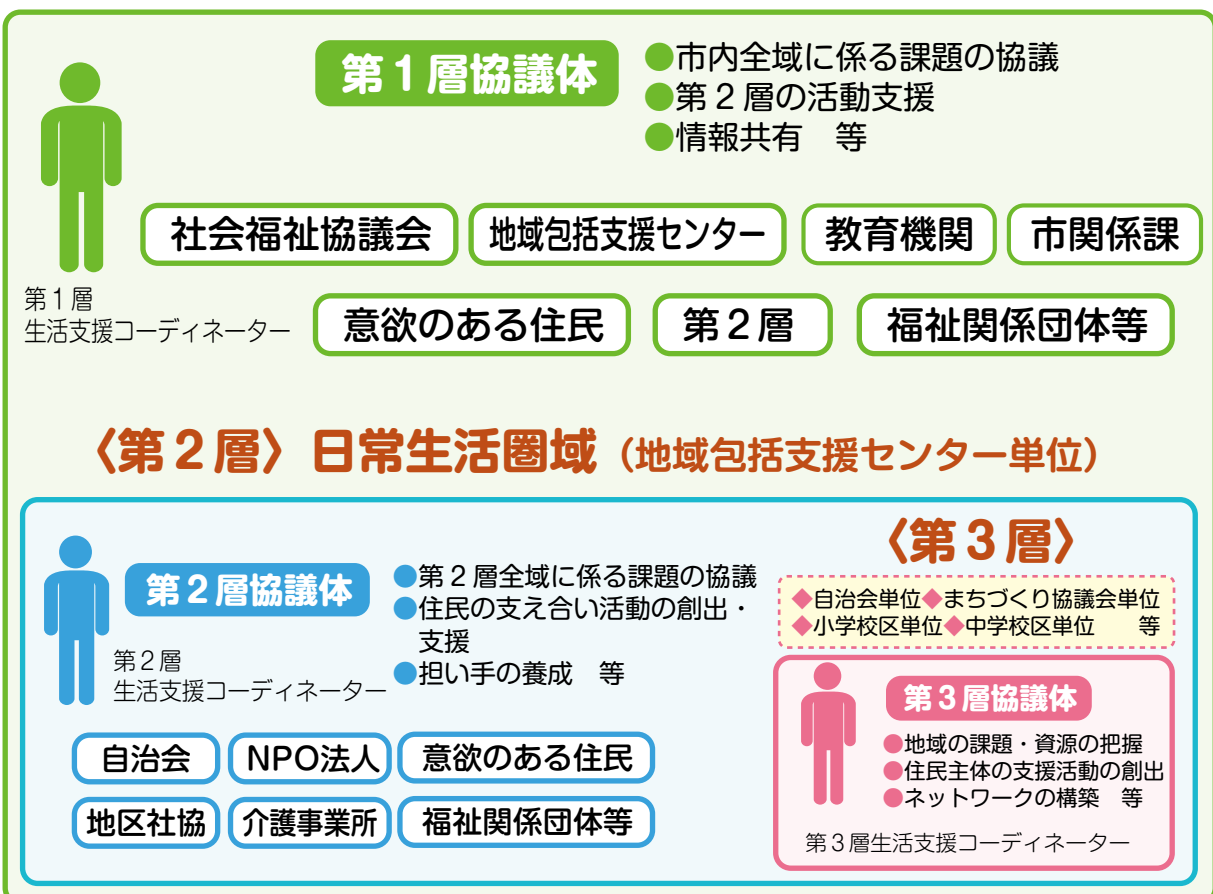 第１層協議体
●市内全域に係る課題の協議
●第２層の活動支援
●情報共有　等
社会福祉協議会
地域包括支援センター
教育機関
市関係課
第１層
生活支援コーディネーター
意欲のある住民
第２層
福祉関係団体等
〈第２層〉日常生活圏域（地域包括支援センター単位）
第２層協議体
●第２層全域に係る課題の協議
●住民の支え合い活動の創出・
支援
●担い手の養成　等
第２層
生活支援コーディネーター
自治会
NPO法人
意欲のある住民
地区社協
介護事業所
福祉関係団体等
〈第３層〉
◆自治会単位◆まちづくり協議会単位
◆小学校区単位◆中学校区単位　等
第３層協議体
●地域の課題・資源の把握
●住民主体の支援活動の創出
●ネットワークの構築　等
第３層生活支援コーディネーター